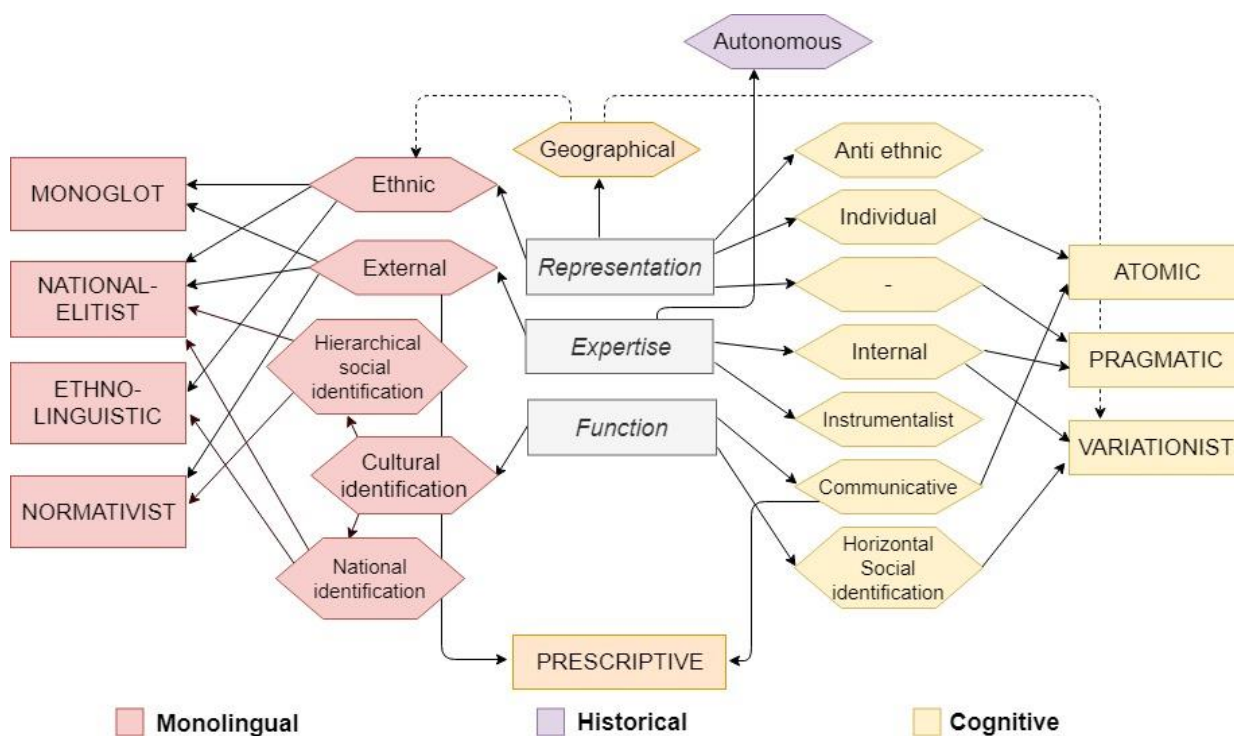 Autonomous
Geographical
Anti ethnic
MONOGLOT
Ethnic
Individual
Representation
NATIONAL-
ELITIST
External
-
ATOMIC
Hierarchical
social
identification
Expertise
Internal
PRAGMATIC
ETHNO-
LINGUISTIC
Function
Instrumentalist
VARIATIONIST
Cultural
identification
Communicative
NORMATIVIST
National
identification
Horizontal
Social
identification
PRESCRIPTIVE
Monolingual
Historical
Cognitive